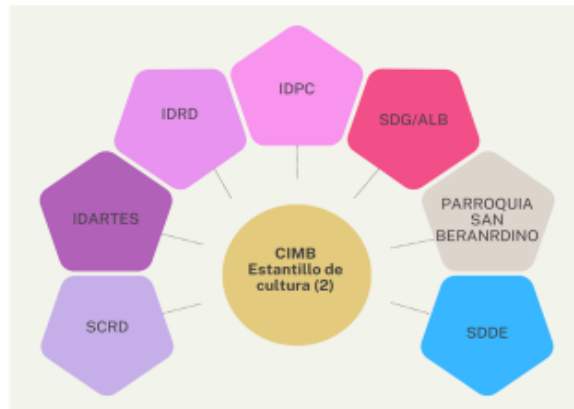 IDPC
IDRD
SDG/ALB
IDARTES
PARROQUIA
SAN
BERANRDINO
CIMB
Estantillo de
cultura (2)
SCRD
SDDE